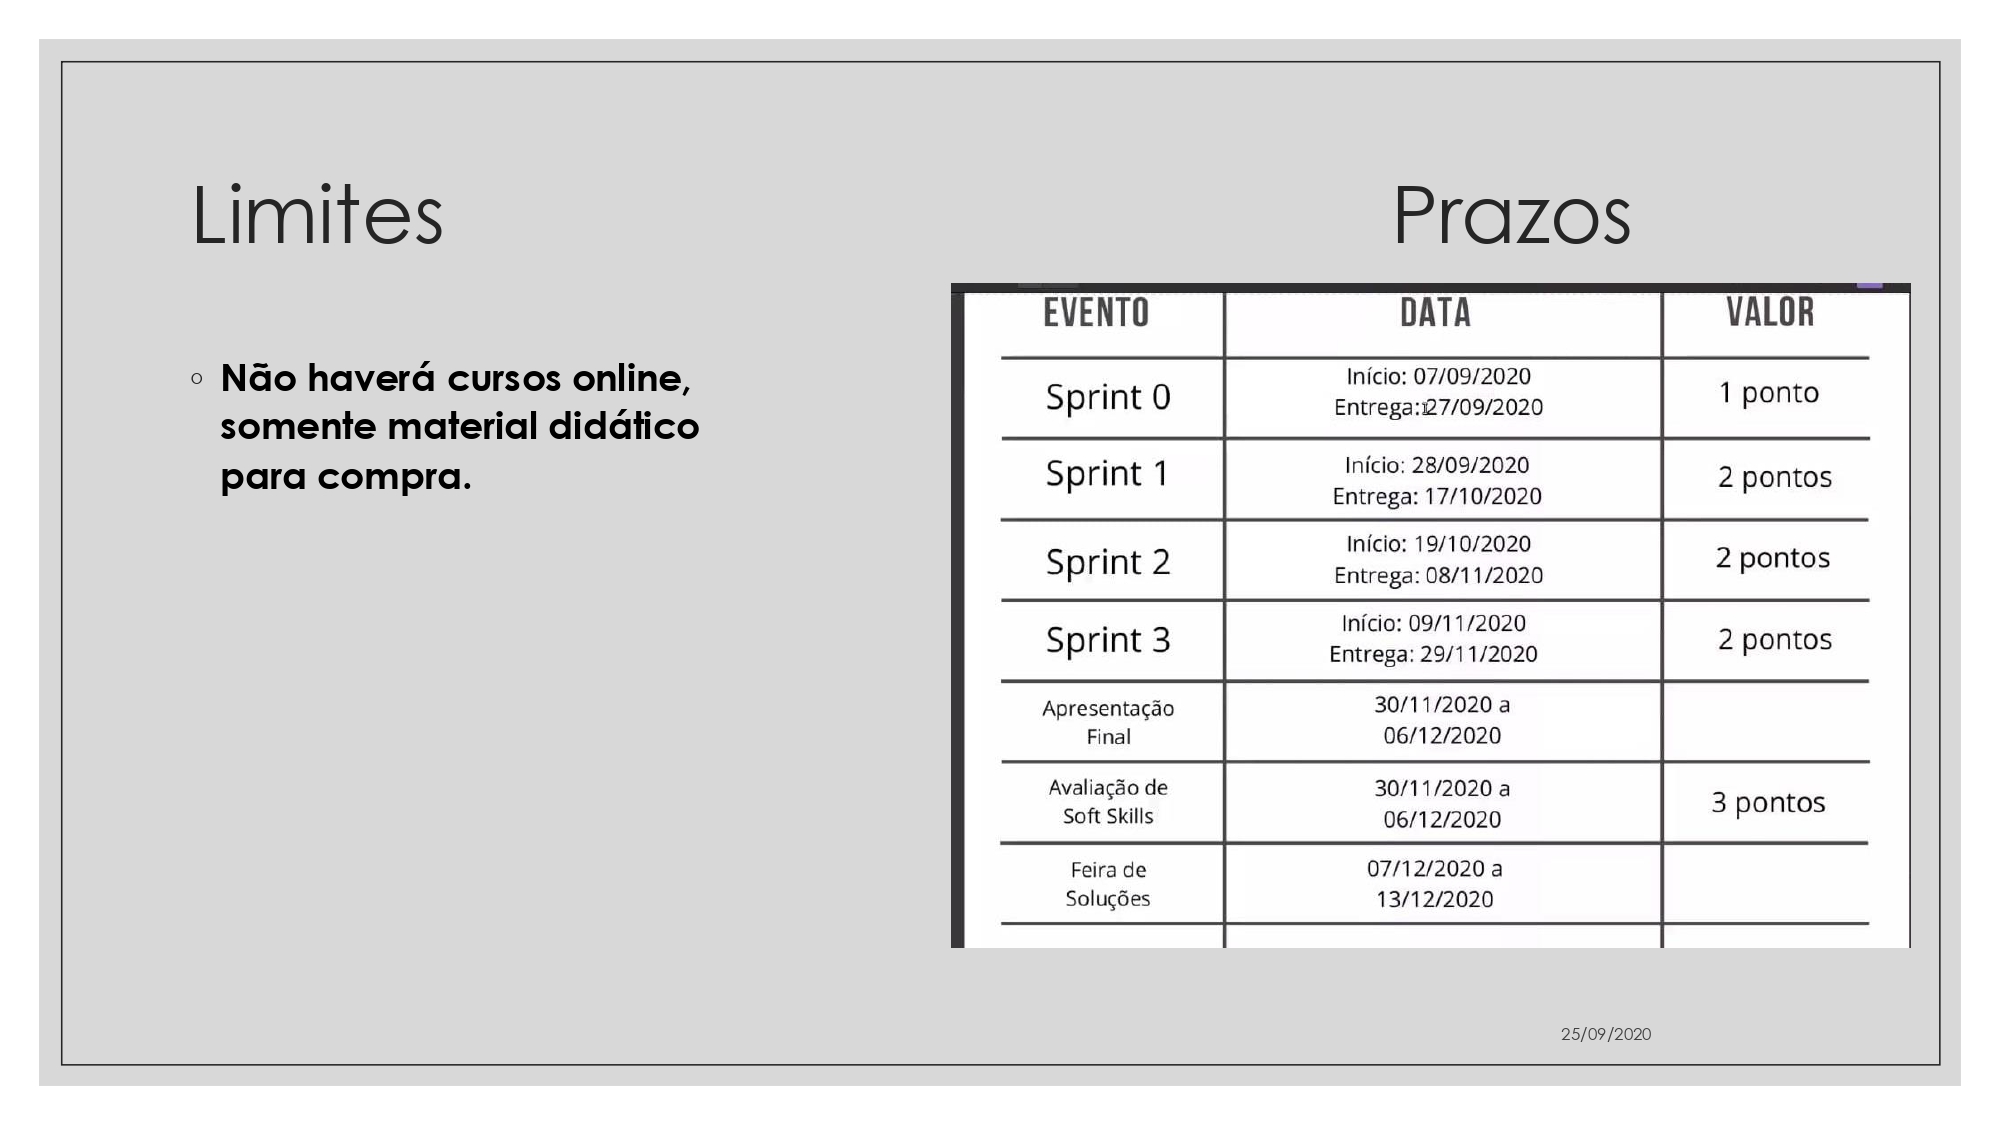 Limites
Prazos
Não haverá cursos online,
somente material didático
para compra.
EVENTO DATA VALOR
Sprint 0
Início: 07/09/2020
Entrega: 27/09/2020
1 ponto
Sprint 1
Início: 28/09/2020
Entrega: 17/10/2020
2 pontos
Sprint 2
Início: 19/10/2020
Entrega: 08/11/2020
2 pontos
Sprint 3
Início: 09/11/2020
Entrega: 29/11/2020
2 pontos
Apresentação
Final
30/11/2020 a
06/12/2020
Avaliação de
Soft Skills
30/11/2020 a
06/12/2020
3 pontos
Feira de
Soluções
07/12/2020 a
13/12/2020
25/09/2020